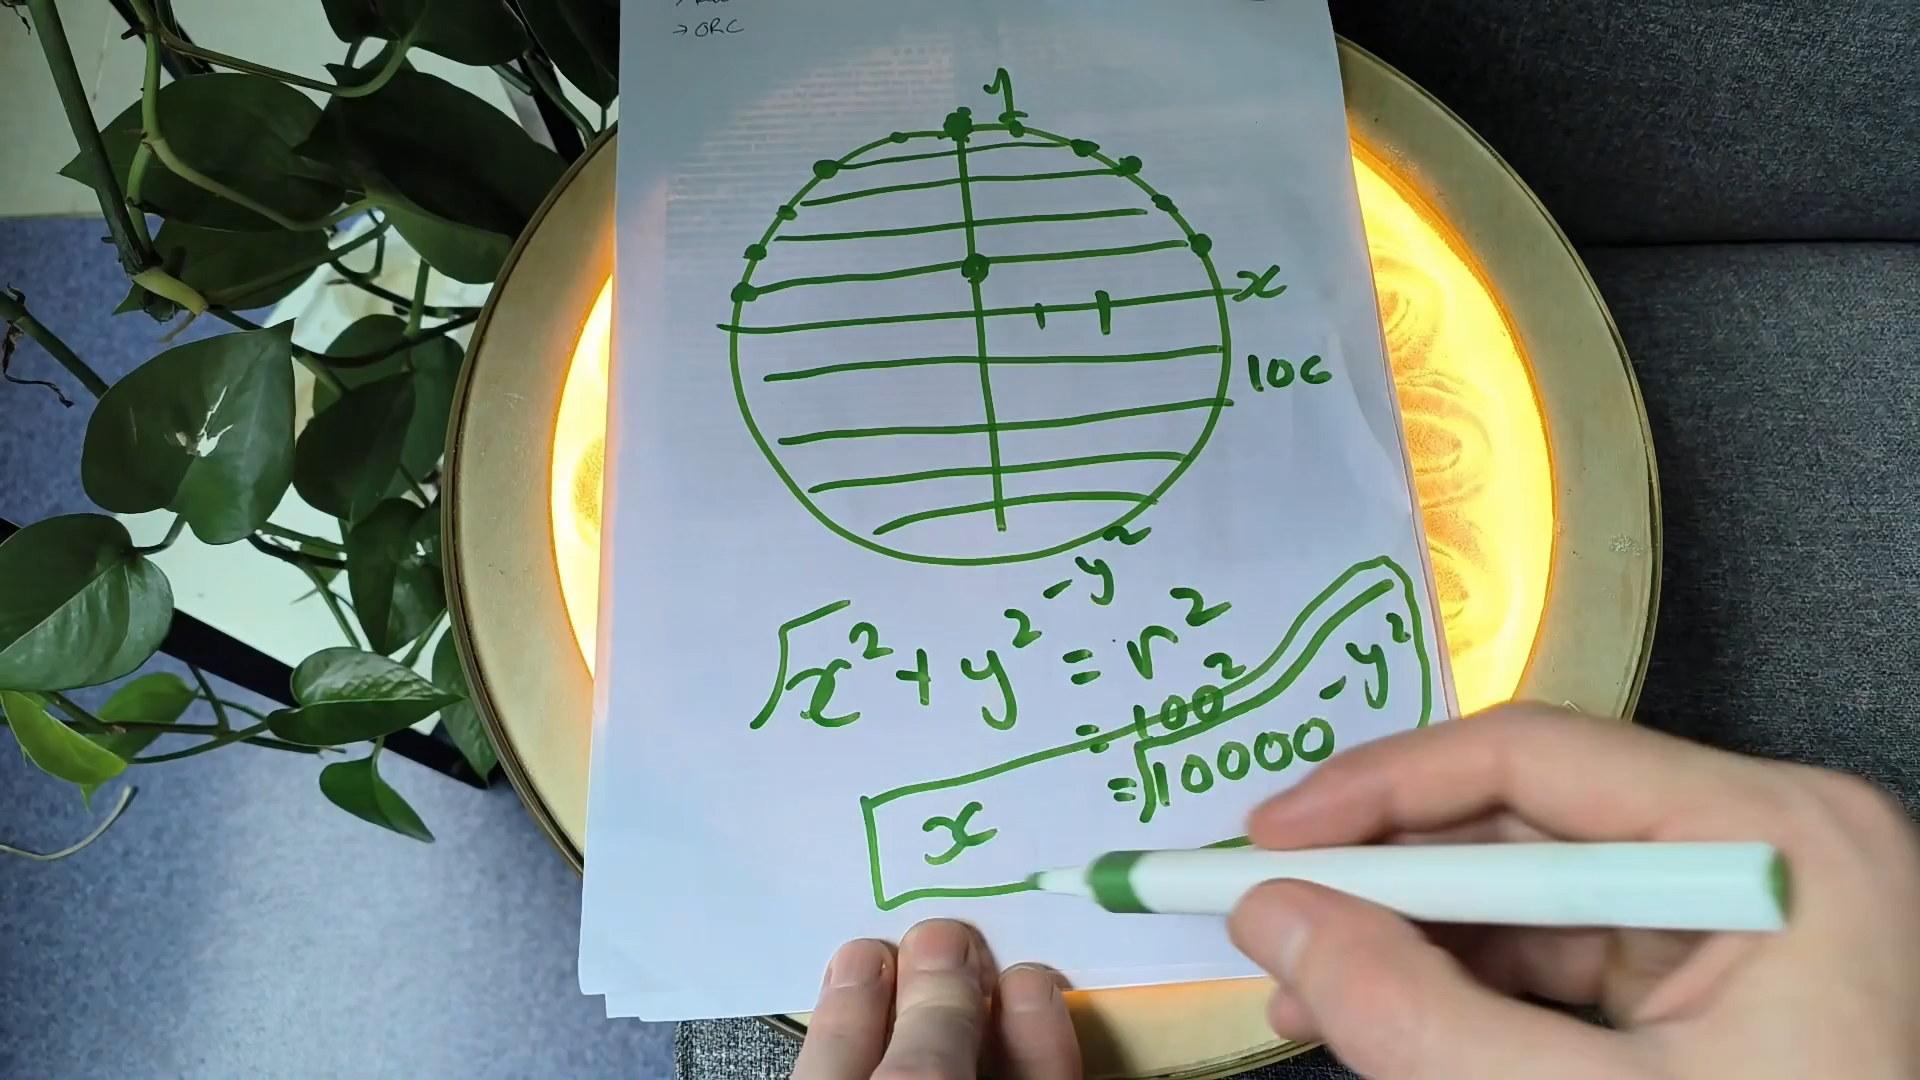 → ORC
y
x
100
-y²
√x² + y² = r²
= 100²
x =√10000 -y²